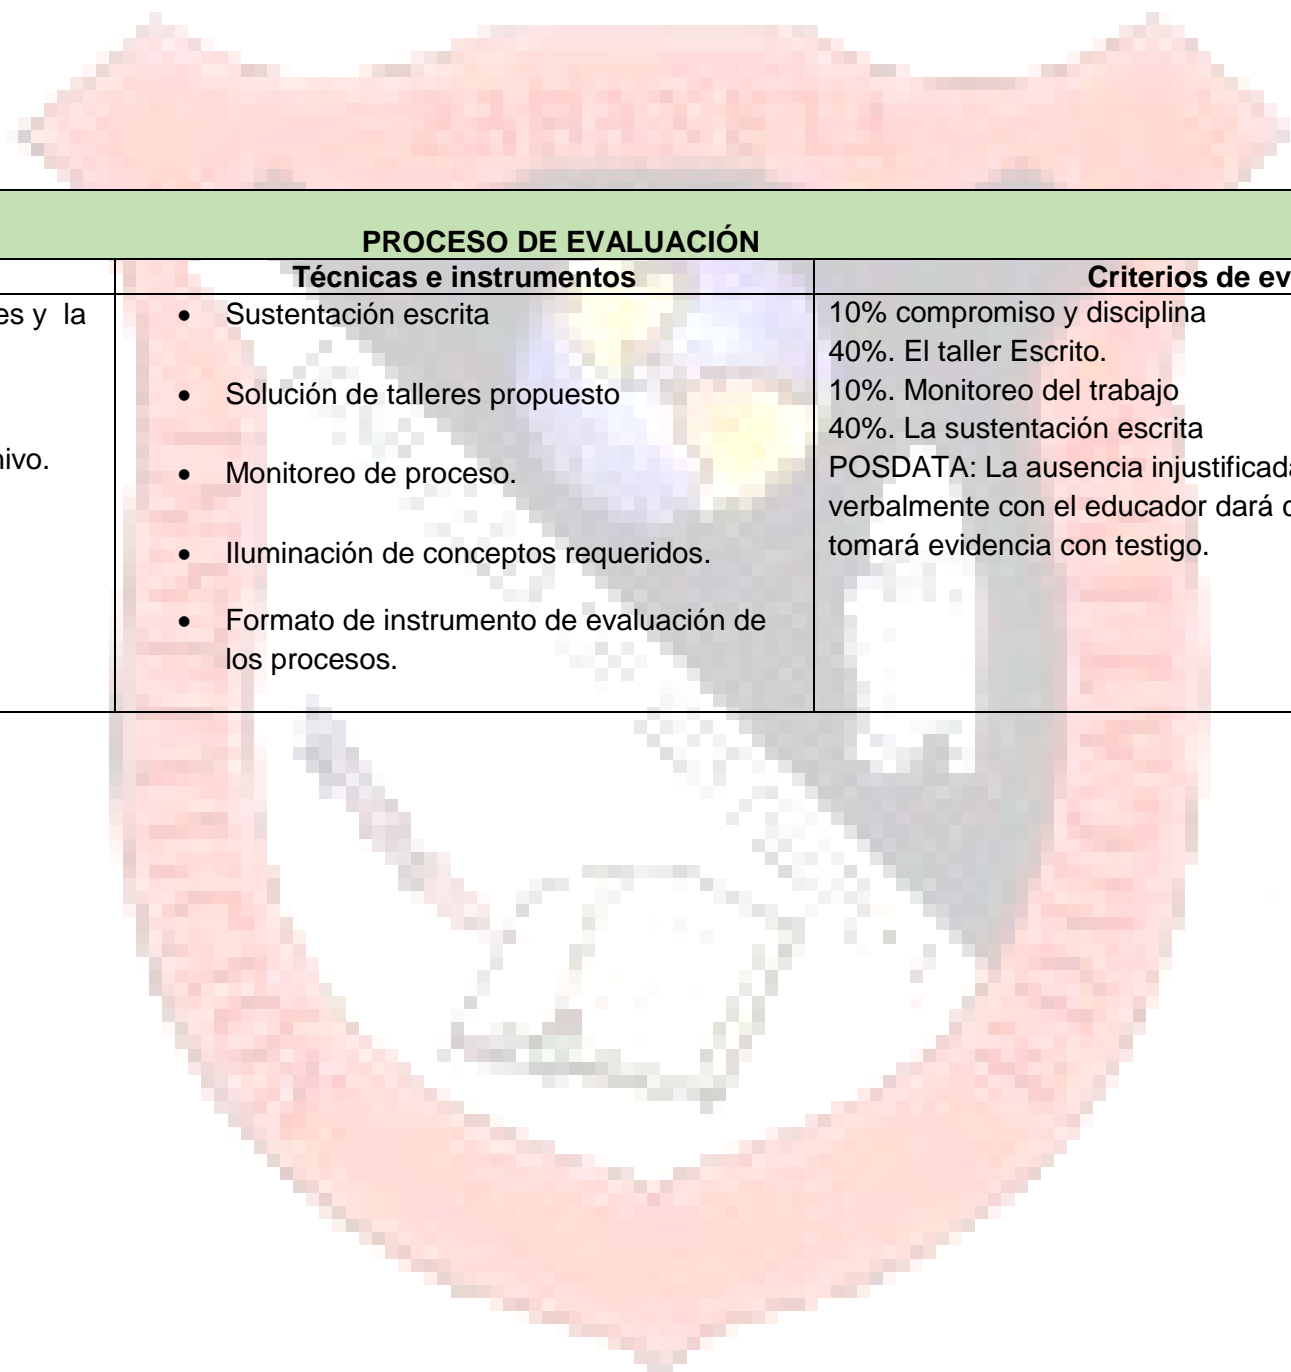 PROCESO DE EVALUACIÓN
Técnicas e instrumentos
Criterios de ev
es y la
hivo.
• Sustentación escrita
• Solución de talleres propuesto
• Monitoreo de proceso.
• Iluminación de conceptos requeridos.
• Formato de instrumento de evaluación de
los procesos.
10% compromiso y disciplina
40%. El taller Escrito.
10%. Monitoreo del trabajo
40%. La sustentación escrita
POSDATA: La ausencia injustificada
verbalmente con el educador dará
tomará evidencia con testigo.